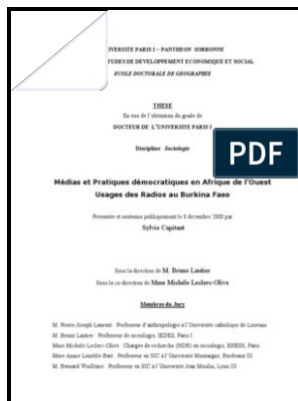 IVERSITE PARIS I – PANTHEON SORBONNE
TUDES DE DEVELOPPEMENT ECONOMIQUE ET SOCIAL
ECOLE DOCTORALE DE GEOGRAPHIE
THESE
En vue de l'obtention du grade de
DOCTEUR DE L'UNIVERSITE PARIS I
Discipline Sociologie
PDF
Médias et Pratiques démocratiques en Afrique de l'Ouest
Usages des Radios au Burkina Faso
Présentée et soutenue publiquement le 8 décembre 2008 par
Sylvie Capitant
Sous la direction de M. Bruno Lautier
Sous la co-direction de Mme Michèle Leclerc-Olive
Membres du Jury
M. Pierre-Joseph Laurent : Professeur d'anthropologie à l'Université catholique de Louvain
M. Bruno Lautier : Professeur de sociologie, IEDES, Paris I
Mme Michèle Leclerc-Olive : Chargée de recherche (HDR) en sociologie, EHESS, Paris
Mme Annie Lenoble-Bart : Professeur en SIC à l'Université Montaigne, Bordeaux III
M. Bernard Wuillème : Professeur en SIC à l'Université Jean Moulin, Lyon III